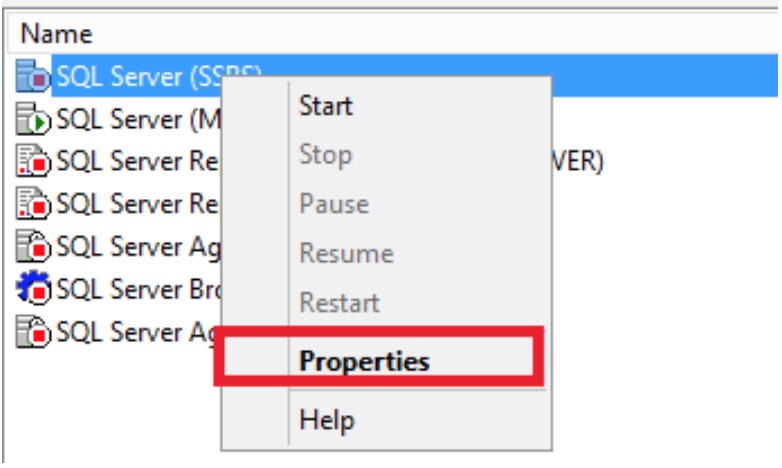 Name
SQL Server (SSRS)
SQL Server (M
SQL Server Re VER)
SQL Server Re
SQL Server Ag
SQL Server Bro
SQL Server Ag
Start
Stop
Pause
Resume
Restart
Properties
Help